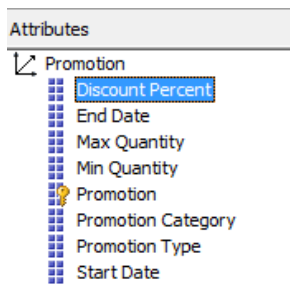 Attributes
Promotion
Discount Percent
End Date
Max Quantity
Min Quantity
Promotion
Promotion Category
Promotion Type
Start Date